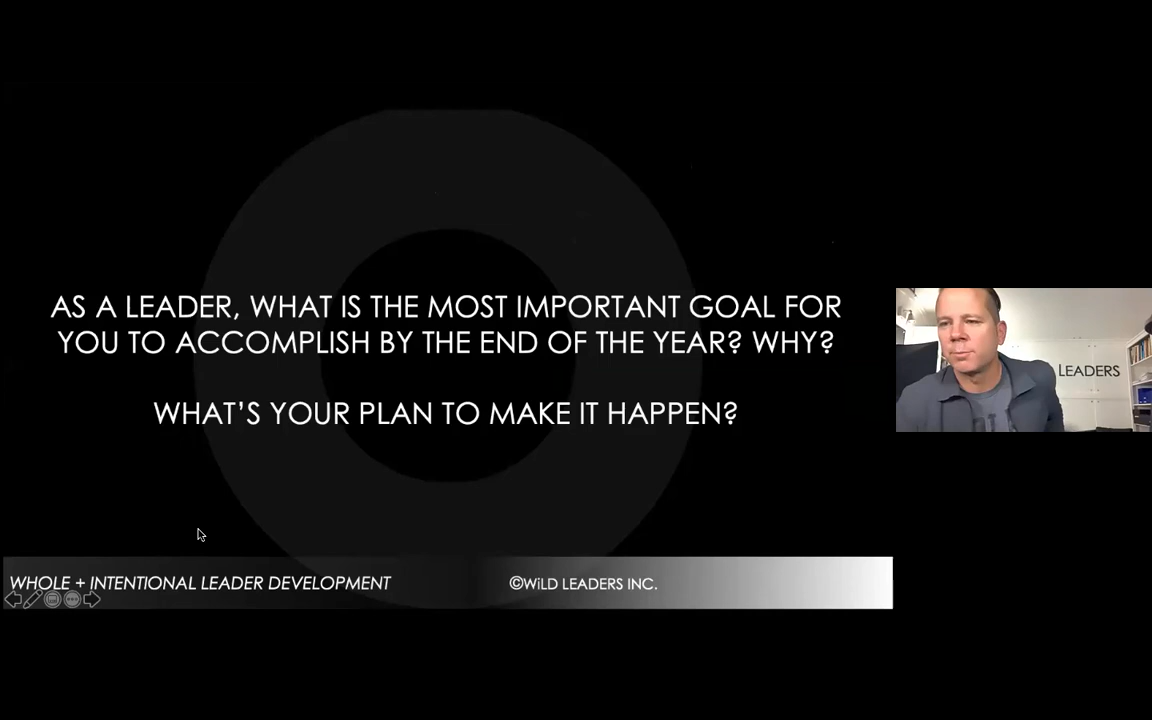 AS A LEADER, WHAT IS THE MOST IMPORTANT GOAL FOR
YOU TO ACCOMPLISH BY THE END OF THE YEAR? WHY?
WHAT'S YOUR PLAN TO MAKE IT HAPPEN?
LEADERS
WHOLE + INTENTIONAL LEADER DEVELOPMENT
©WiLD LEADERS INC.